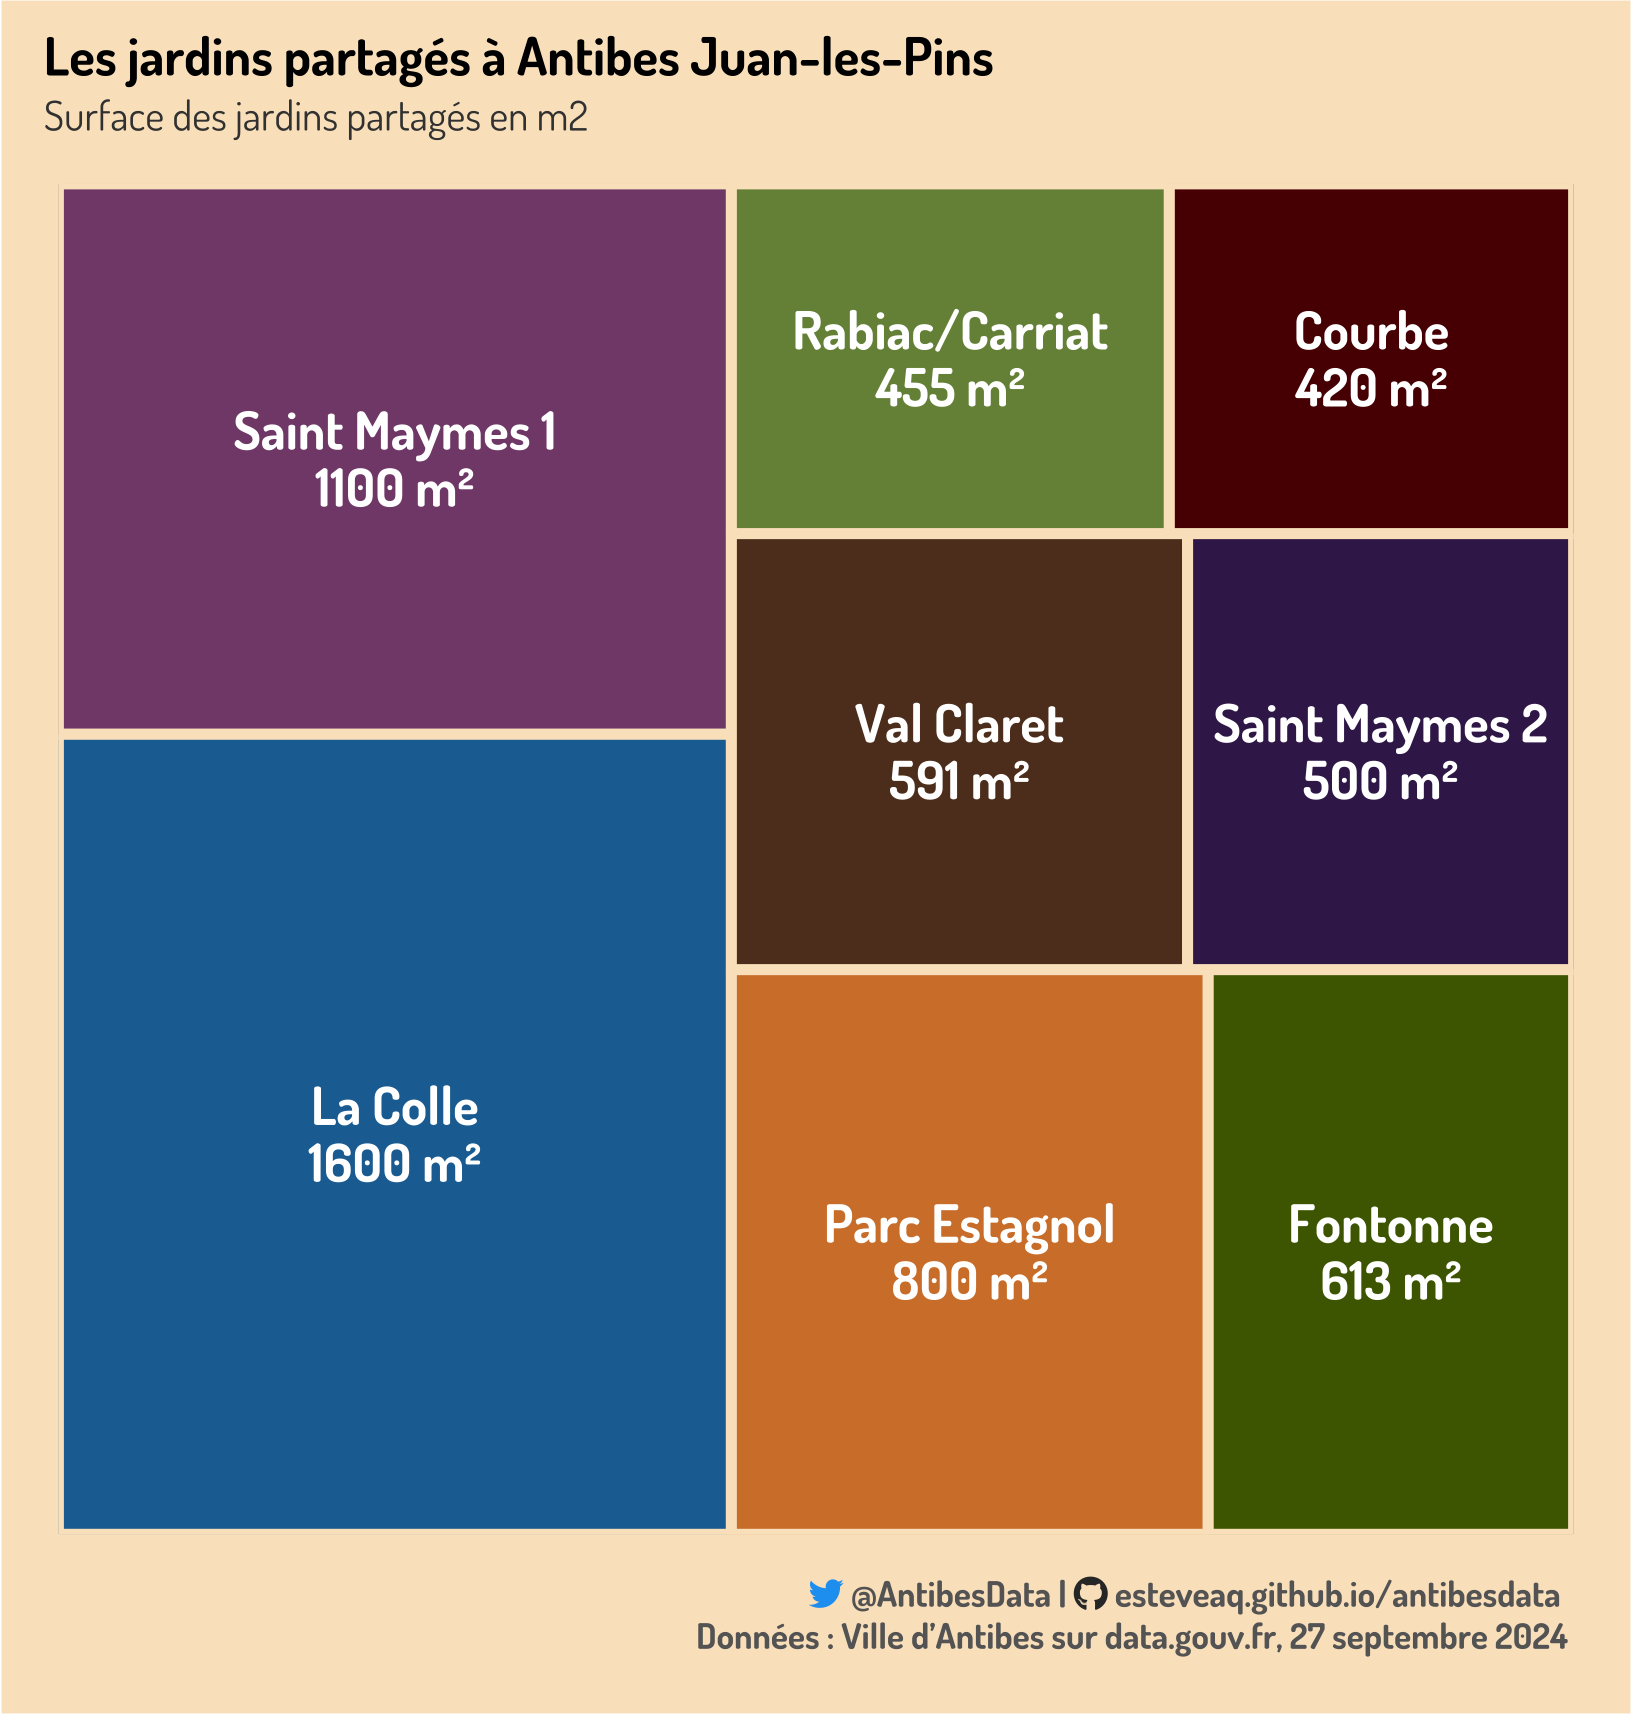 Les jardins partagés à Antibes Juan-les-Pins
Surface des jardins partagés en m2
Saint Maymes 1
1100 m²
Rabiac/Carriat
455 m²
Courbe
420 m²
Val Claret
591 m²
Saint Maymes 2
500 m²
La Colle
1600 m²
Parc Estagnol
800 m²
Fontonne
613 m²
@AntibesData | esteveaq.github.io/antibesdata
Données : Ville d’Antibes sur data.gouv.fr, 27 septembre 2024